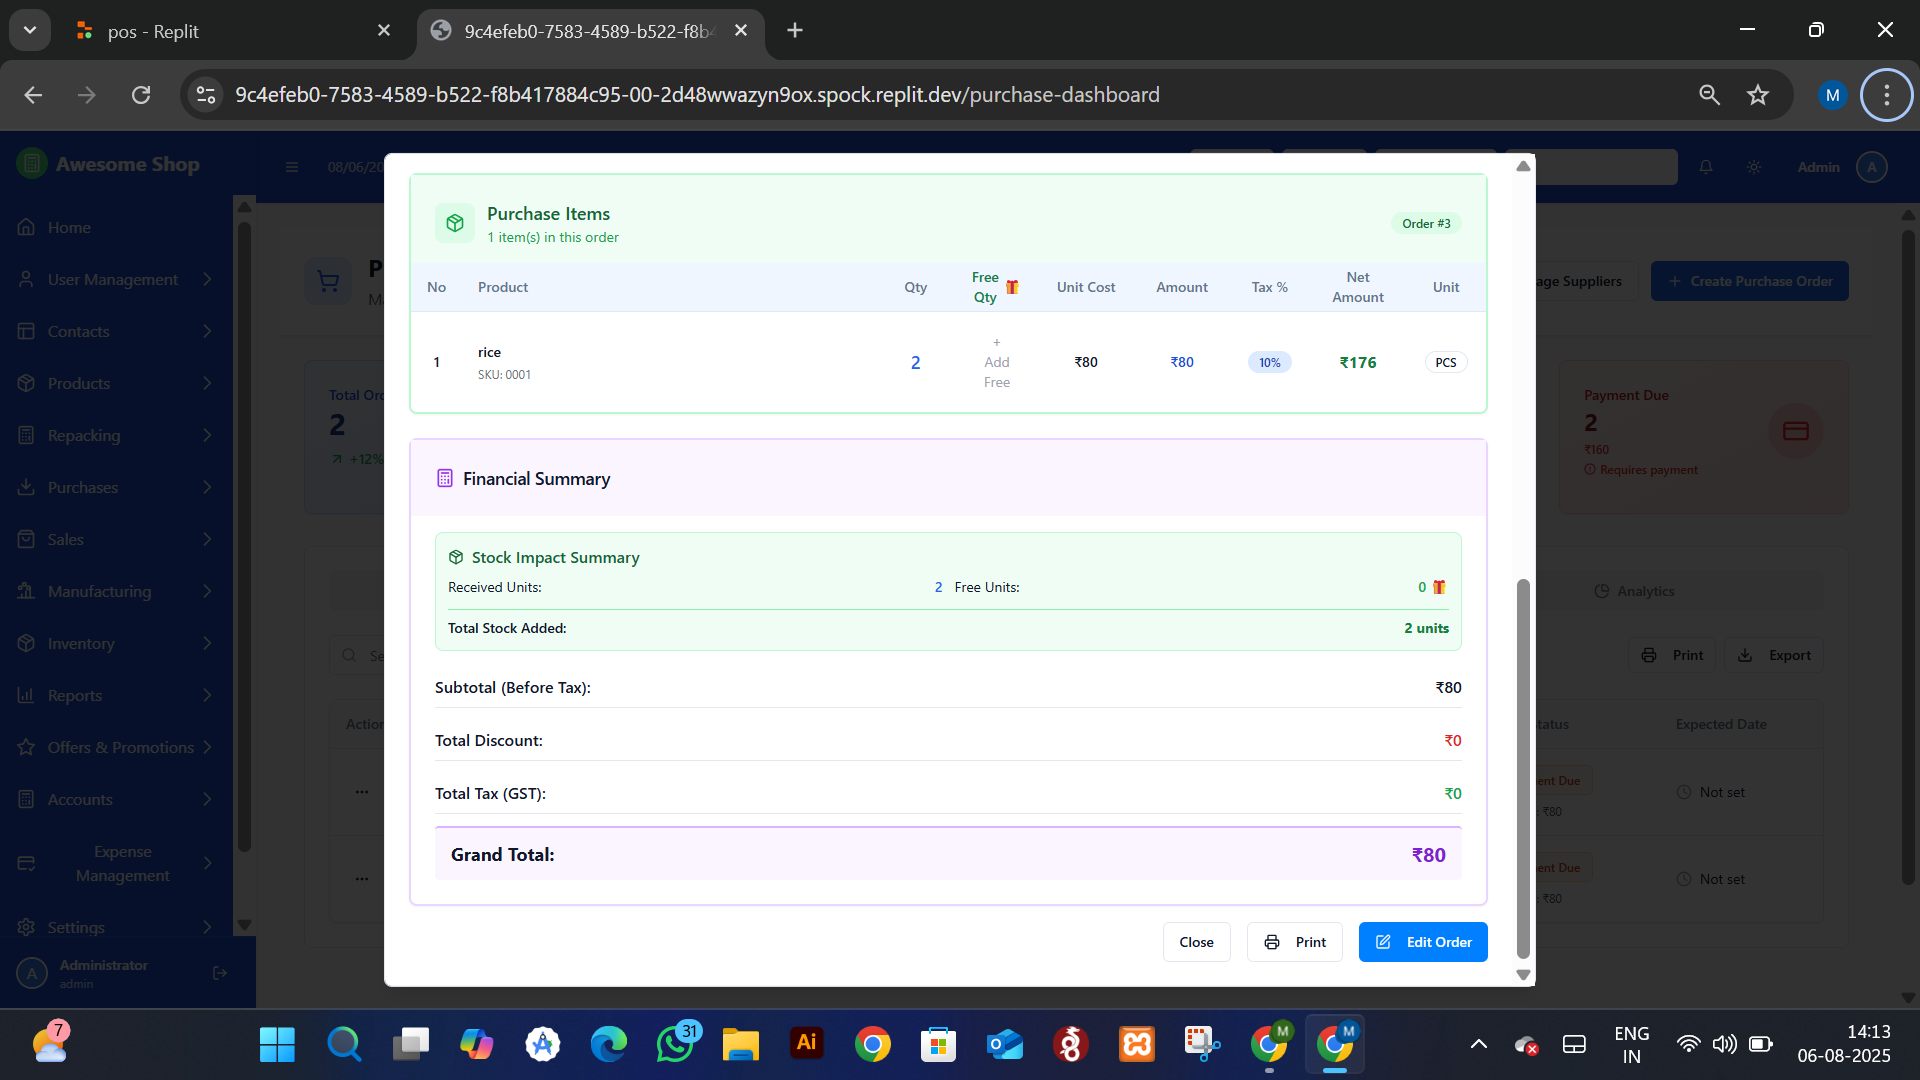 pos - Replit
9c4efeb0-7583-4589-b522-f8b4
9c4efeb0-7583-4589-b522-f8b417884c95-00-2d48wwazyn9ox.spock.replit.dev/purchase-dashboard
M
Awesome Shop
08/06/20
Admin
A
Home
User Management
Contacts
Products
Repacking
Purchases
Sales
Manufacturing
Inventory
Reports
Offers & Promotions
Accounts
Expense
Management
Settings
A
Administrator
admin
P
Ma
age Suppliers
+ Create Purchase Order
Total Ord
2
+12%
Payment Due
2
₹160
Requires payment
Analytics
Se
Print
Export
Action
tatus
Expected Date
...
ent Due
₹80
Not set
...
ent Due
₹80
Not set
Purchase Items
1 item(s) in this order
Order #3
No
Product
Qty
Free
Qty
Unit Cost
Amount
Tax %
Net
Amount
Unit
1
rice
SKU: 0001
2
+
Add
Free
₹80
₹80
10%
₹176
PCS
Financial Summary
Stock Impact Summary
Received Units:
2
Free Units:
0
Total Stock Added:
2 units
Subtotal (Before Tax):
₹80
Total Discount:
₹0
Total Tax (GST):
₹0
Grand Total:
₹80
Close
Print
Edit Order
7
31
Ai
M
M
ENG
IN
14:13
06-08-2025